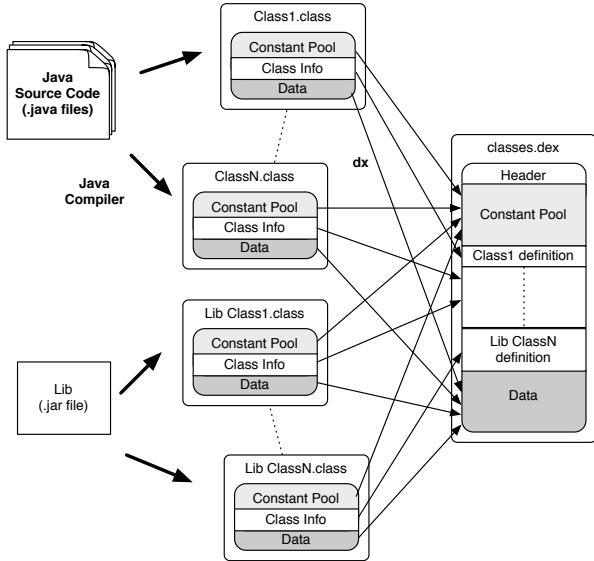 Class1.class
Constant Pool
Class Info
Data
Java
Source Code
(.java files)
Java
Compiler
dx
ClassN.class
Constant Pool
Class Info
Data
classes.dex
Header
Constant Pool
Class1 definition
Lib ClassN
definition
Data
Lib Class1.class
Constant Pool
Class Info
Data
Lib
(.jar file)
Lib ClassN.class
Constant Pool
Class Info
Data